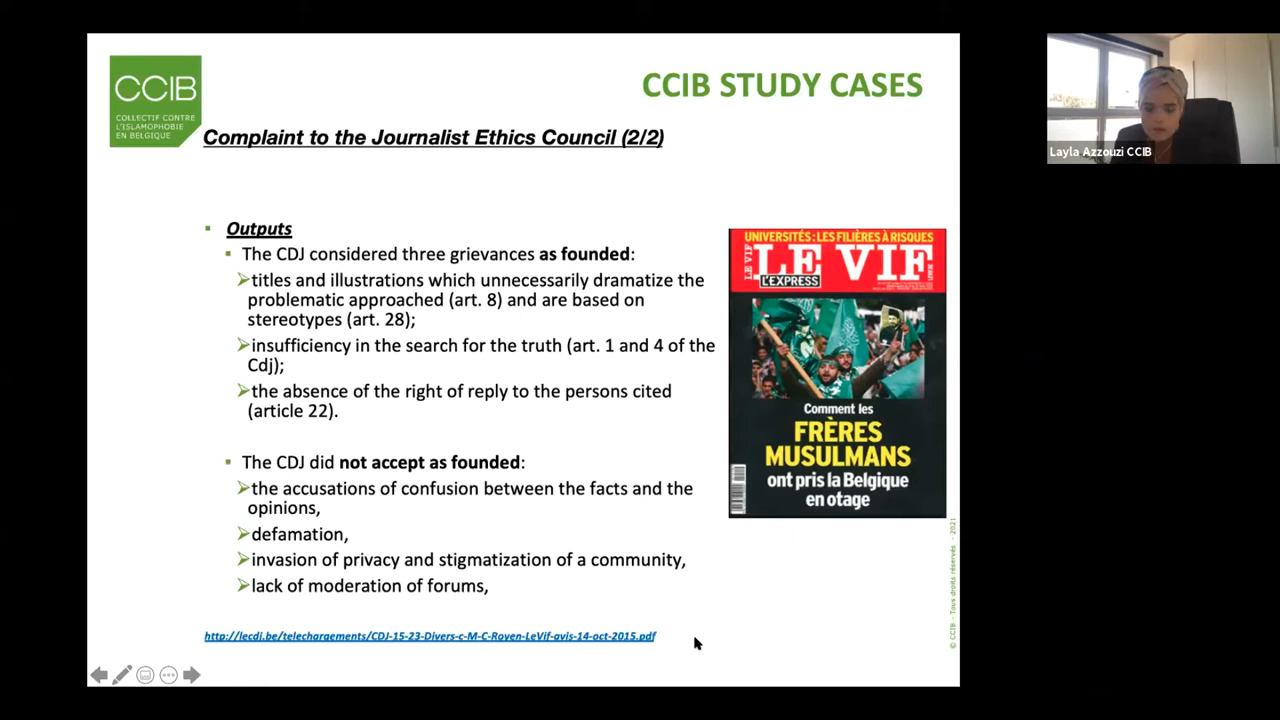 CCIB
COLLECTIF CONTRE
L'ISLAMOPHOBIE
EN BELGIQUE
CCIB STUDY CASES
Complaint to the Journalist Ethics Council (2/2)
Outputs
The CDJ considered three grievances as founded:
titles and illustrations which unnecessarily dramatize the
problematic approached (art. 8) and are based on
stereotypes (art. 28);
insufficiency in the search for the truth (art. 1 and 4 of the
Cdj);
the absence of the right of reply to the persons cited
(article 22).
The CDJ did not accept as founded:
the accusations of confusion between the facts and the
opinions,
defamation,
invasion of privacy and stigmatization of a community,
lack of moderation of forums,
http://lecdj.be/telechargements/CDJ-15-23-Divers-c-M-C-Royen-LeVif-avis-14-oct-2015.pdf
UNIVERSITÉS : LES FILIÈRES À RISQUES
LE VIF
LE VIF
L'EXPRESS
Comment les
FRÈRES
MUSULMANS
ont pris la Belgique
en otage
© CCIB - Tous droits réservés - 2021
Layla Azzouzi CCIB